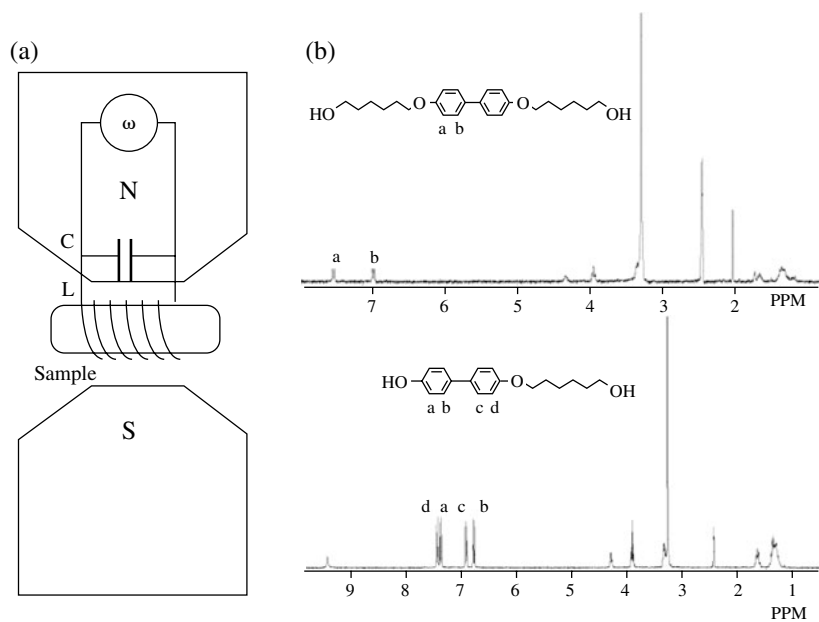 (a)
ω
N
C
L
Sample
S
(b)
HO O O OH
a b
a b
7 6 5 4 3 2 PPM
HO O OH
a b c d
d a c b
9 8 7 6 5 4 3 2 1
PPM